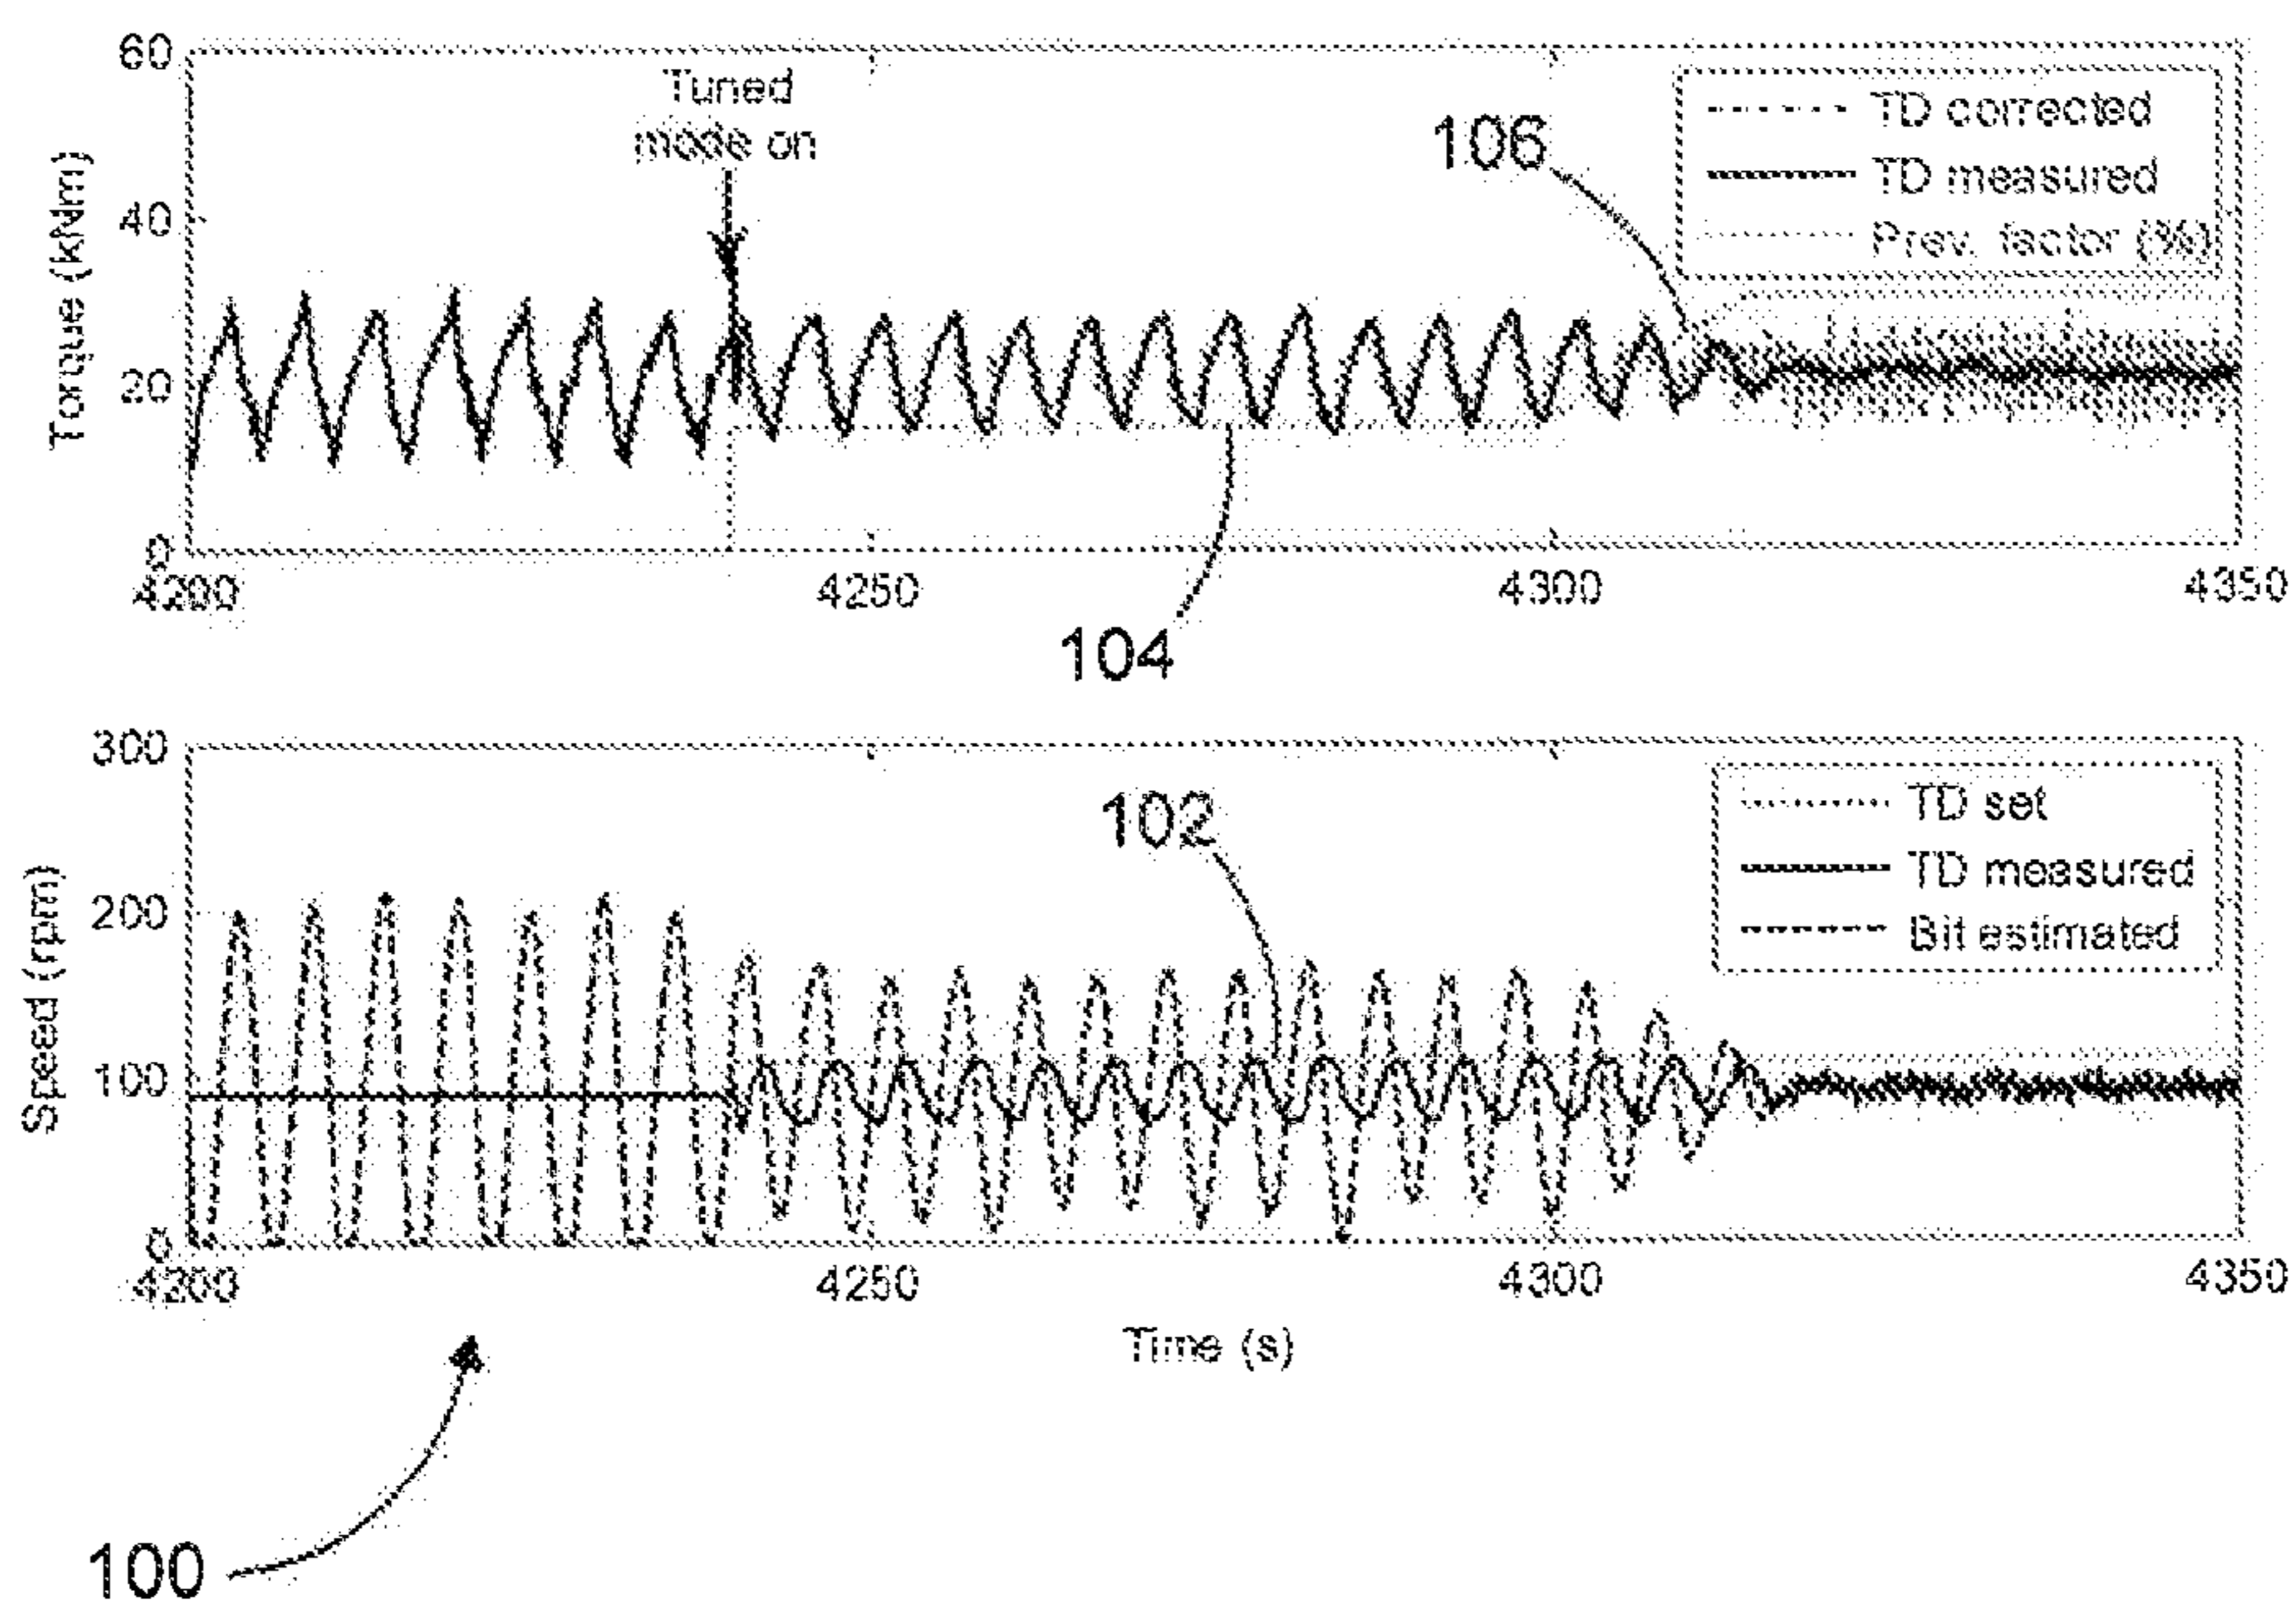 60
Tuned
mode on
106
TD corrected
TD measured
Prev. factor (%)
40
20
0
Torque (kNm)
4200
4250
4300
4350
104
300
102
TD set
TD measured
Bit estimated
200
100
0
Speed (rpm)
4200
4250
4300
4350
Time (s)
100